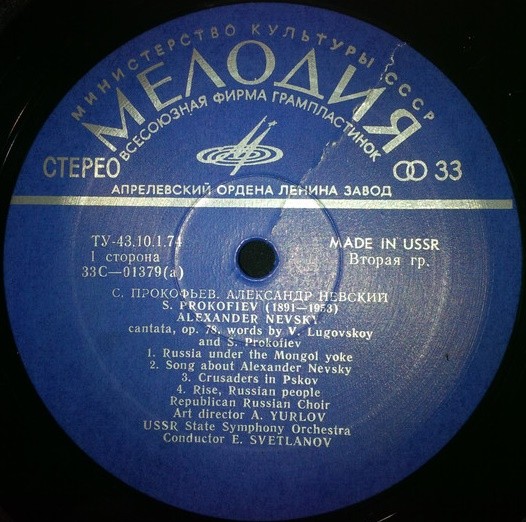 МИНИСТЕРСТВО КУЛЬТУРЫ СССР
МЕЛОДИЯ
ВСЕСОЮЗНАЯ ФИРМА ГРАМПЛАСТИНОК
СТЕРЕО
33
АПРЕЛЕВСКИЙ ОРДЕНА ЛЕНИНА ЗАВОД
ТУ-43.10.1.74
MADE IN USSR
1 сторона
Вторая гр.
33С—01379(а)
С. ПРОКОФЬЕВ. АЛЕКСАНДР НЕВСКИЙ
S. PROKOFIEV (1891—1953)
ALEXANDER NEVSKY
cantata, op. 78, words by V. Lugovskoy
and S. Prokofiev
1. Russia under the Mongol yoke
2. Song about Alexander Nevsky
3. Crusaders in Pskov
4. Rise, Russian people
Republican Russian Choir
Art director A. YURLOV
USSR State Symphony Orchestra
Conductor E. SVETLANOV